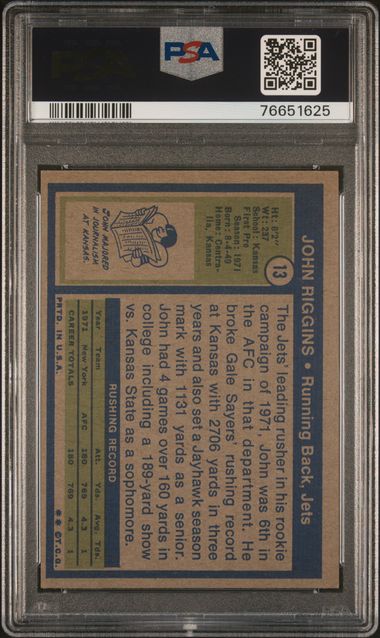 PSA
76651625
13
JOHN RIGGINS • Running Back, Jets
Ht: 6'2"
Wt: 237
School: Kansas
First Pro
Season: 1971
Born: 8-4-49
Home: Centra-
lia, Kansas
JOHN MAJORED
IN JOURNALISM
AT KANSAS.
The Jets' leading rusher in his rookie
campaign of 1971, John was 6th in
the AFC in that department. He
broke Gale Sayers' rushing record
at Kansas with 2706 yards in three
years and also set a Jayhawk season
mark with 1131 yards as a senior.
John had 4 games over 100 yards in
college including a 189-yard show
vs. Kansas State as a sophomore.
RUSHING RECORD
Year Team Att. Yds. Avg. Tds.
1971 New York AFC 180 769 4.3 1
CAREER TOTALS 180 769 4.3 1
PRTD. IN U.S.A. ✱✱ ©T.C.G.